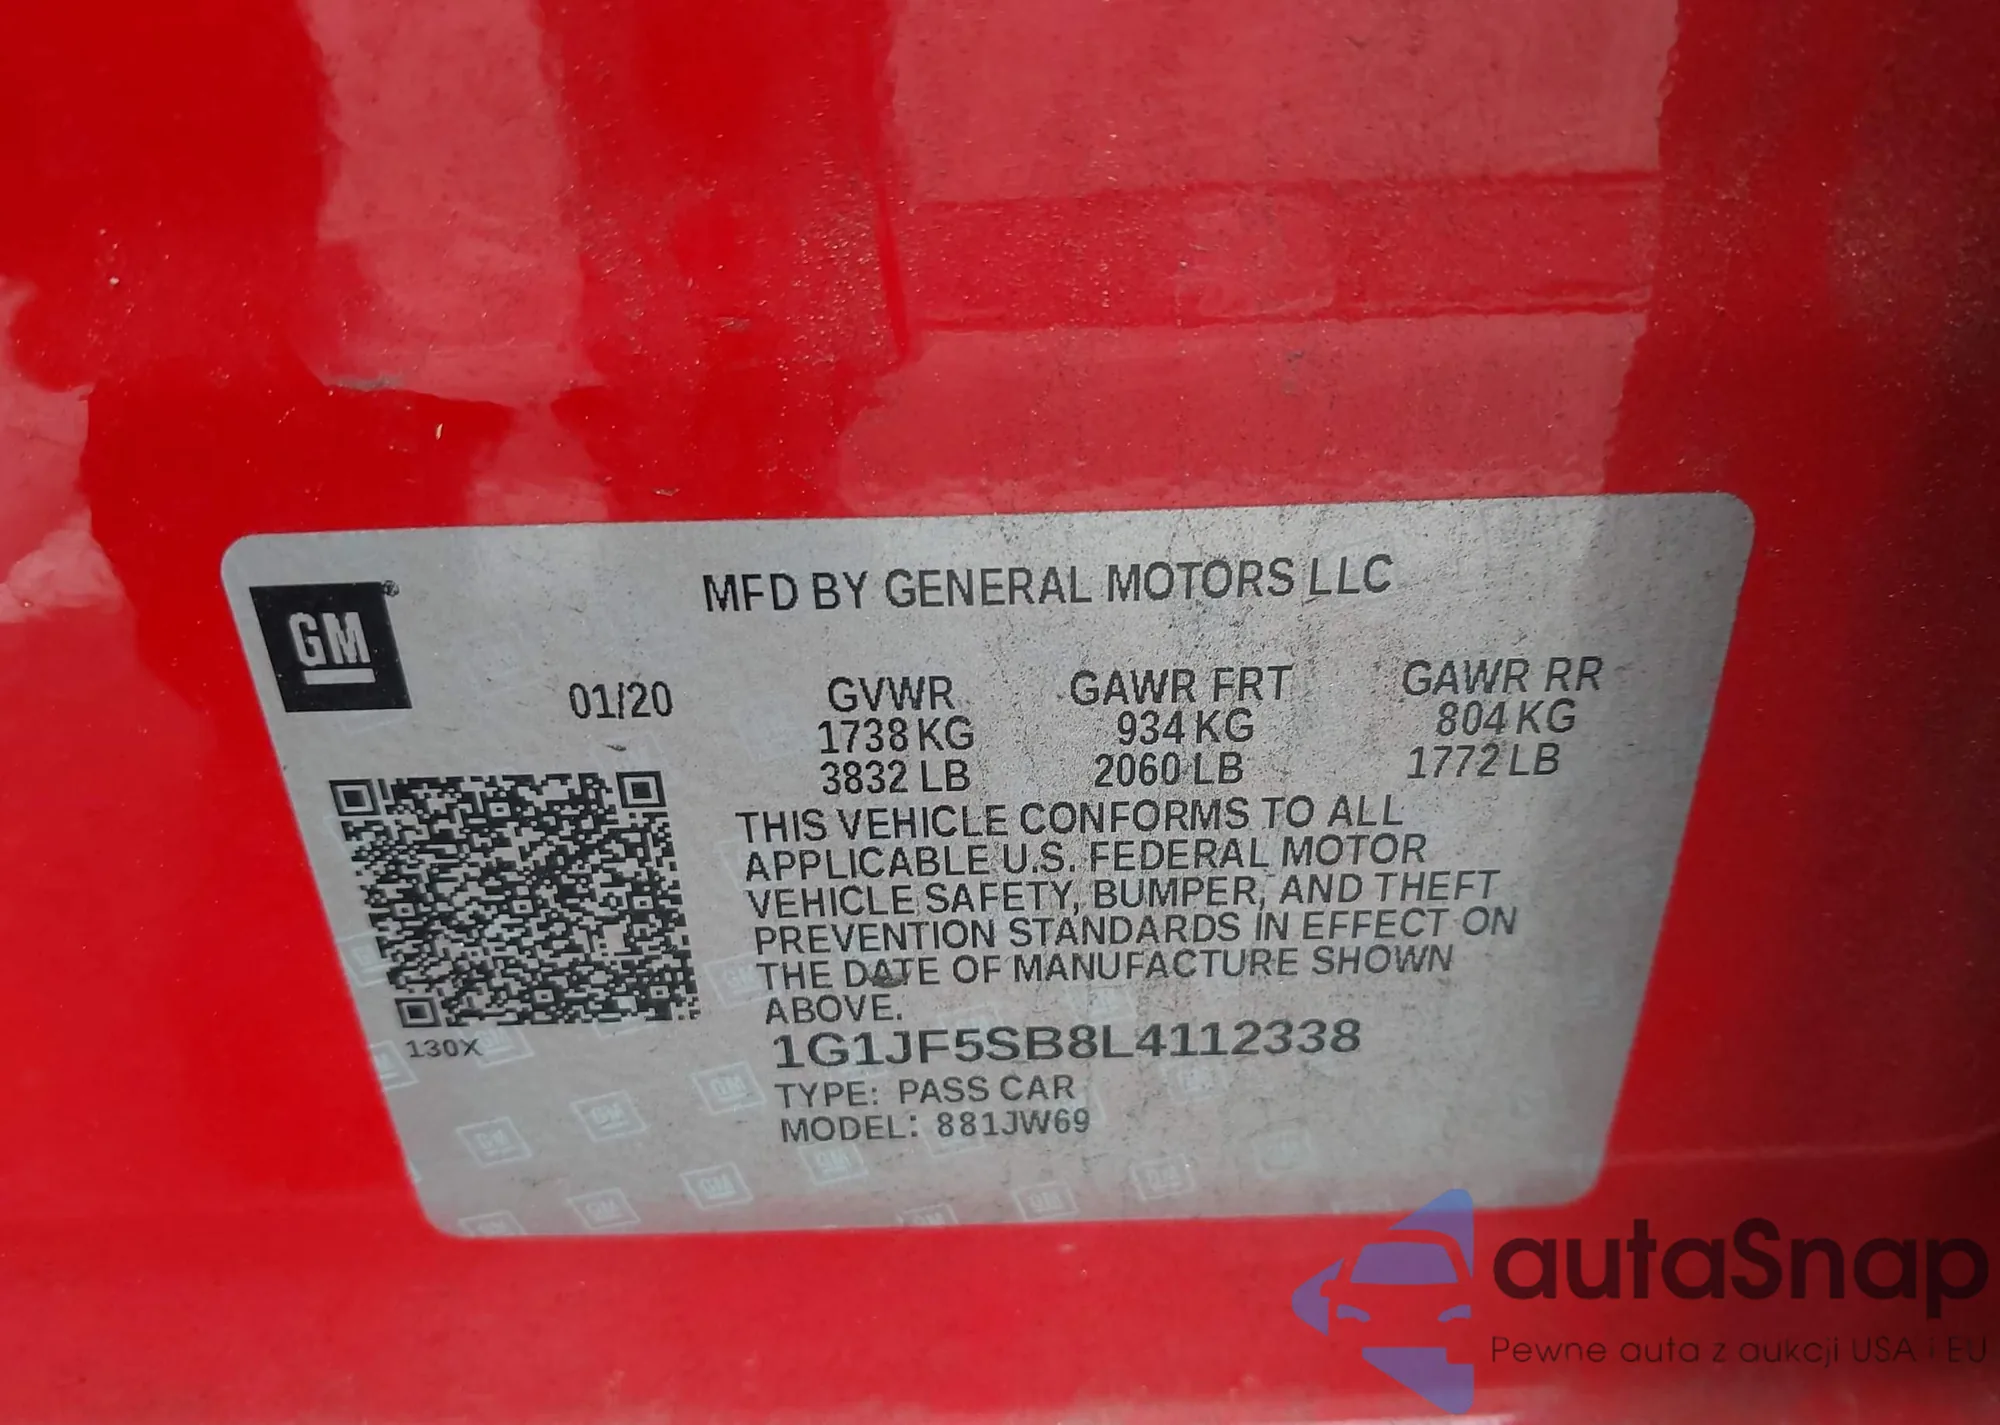 MFD BY GENERAL MOTORS LLC
GM
01/20
GVWR GAWR FRT GAWR RR
1738 KG 934 KG 804 KG
3832 LB 2060 LB 1772 LB
THIS VEHICLE CONFORMS TO ALL
APPLICABLE U.S. FEDERAL MOTOR
VEHICLE SAFETY, BUMPER, AND THEFT
PREVENTION STANDARDS IN EFFECT ON
THE DATE OF MANUFACTURE SHOWN
ABOVE.
130X
1G1JF5SB8L4112338
TYPE: PASS CAR
MODEL: 881JW69
autaSnap
Pewne auta z aukcji USA i EU